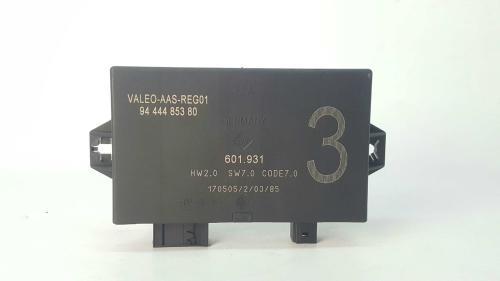 VALEO-AAS-REG01
94 444 853 80
GERMANY
601.931
3
HW2.0 SW7.0 CODE7.0
170505/2/03/85